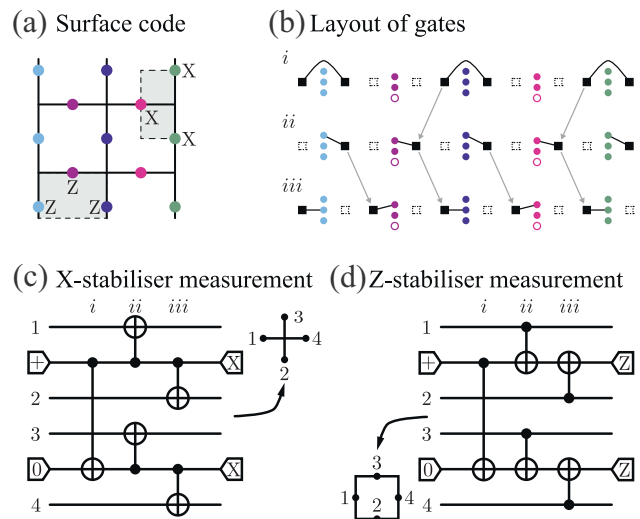 (a) Surface code
X
X
X
Z
Z
Z
(b) Layout of gates
i
ii
iii
(c) X-stabiliser measurement
i ii iii
1
+ X
2
3
0 X
4
3
1 4
2
(d) Z-stabiliser measurement
i ii iii
1
+ Z
2
3
0 Z
4
3
1 2 4